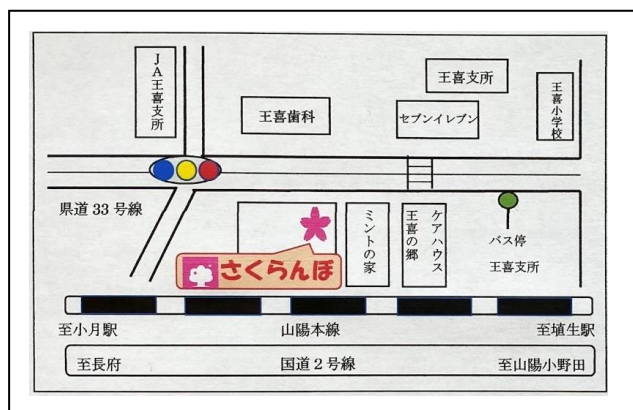 JA王喜支所
王喜歯科
王喜支所
セブンイレブン
王喜小学校
県道33号線
さくらんぼ
ミントの家
ケアハウス
王喜の郷
バス停
王喜支所
至小月駅
山陽本線
至埴生駅
至長府
国道2号線
至山陽小野田